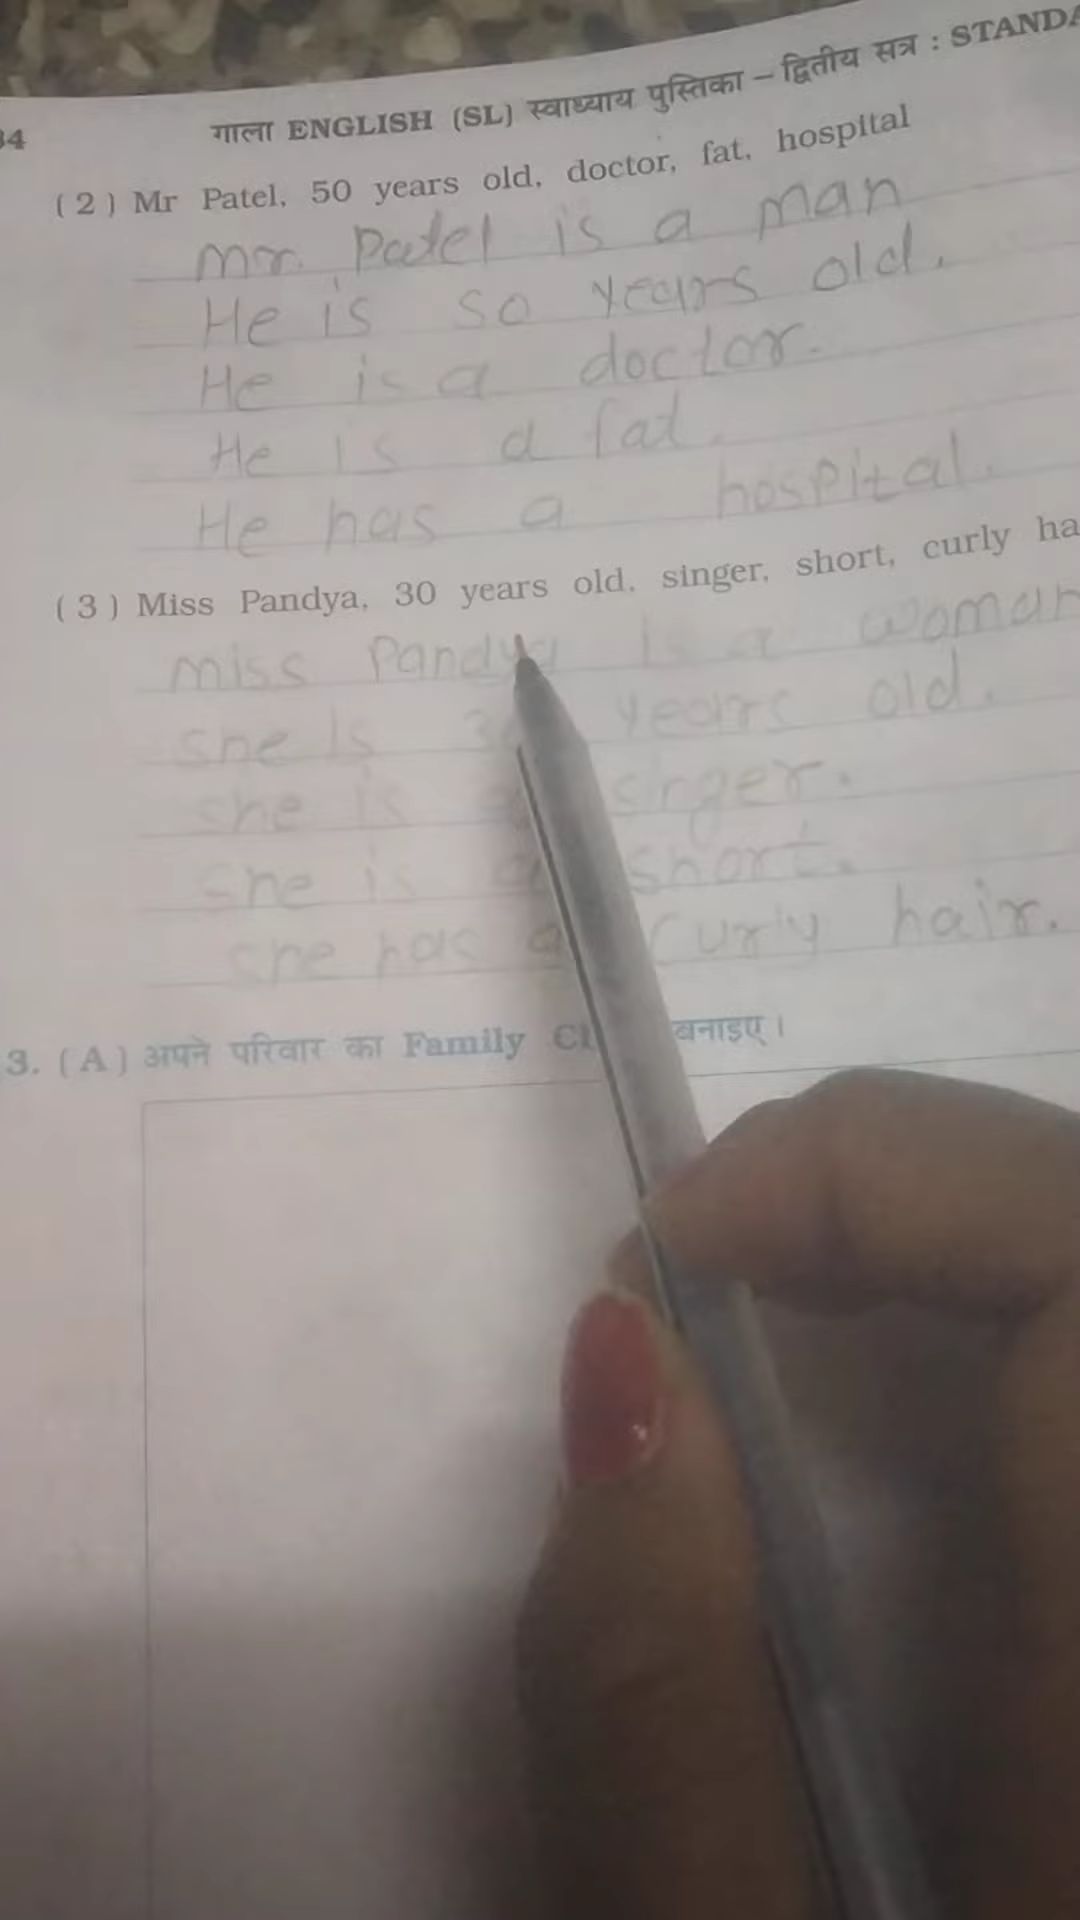 34 गाला ENGLISH (SL) स्वाध्याय पुस्तिका – द्वितीय सत्र : STANDA
(2) Mr Patel, 50 years old, doctor, fat, hospital
mr. Patel is a man
He is so years old.
He is a doctor.
He is a fat.
He has a hospital.
(3) Miss Pandya, 30 years old, singer, short, curly ha
miss Pandya is a woman
she is 30 years old.
she is a singer.
she is a short.
she has a curly hair.
3. (A) अपने परिवार का Family बनाइए।